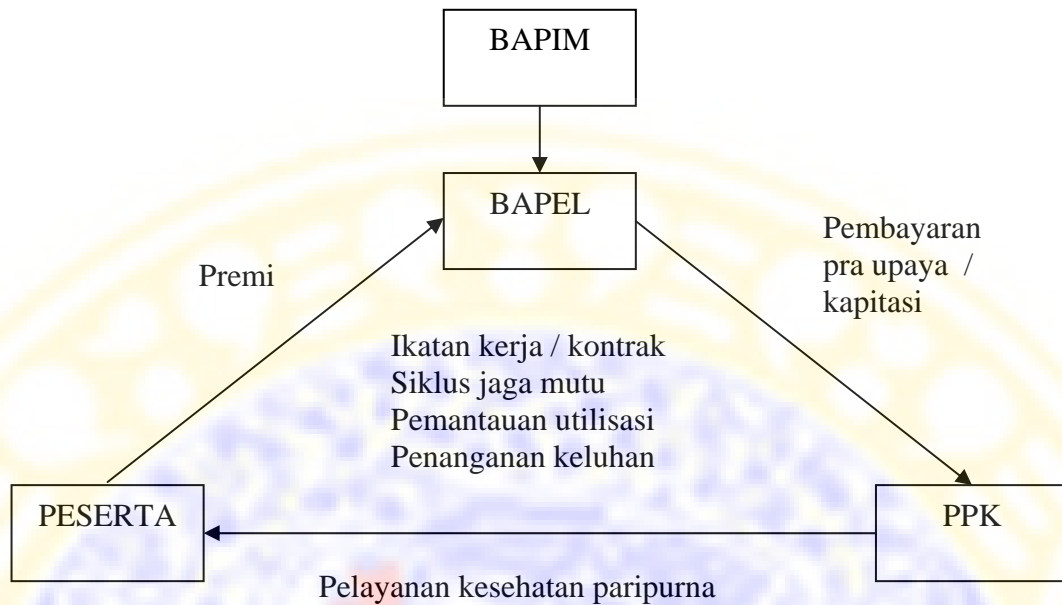 BAPIM
BAPEL
Pembayaran
pra upaya /
kapitasi
Premi
Ikatan kerja / kontrak
Siklus jaga mutu
Pemantauan utilisasi
Penanganan keluhan
PESERTA
PPK
Pelayanan kesehatan paripurna